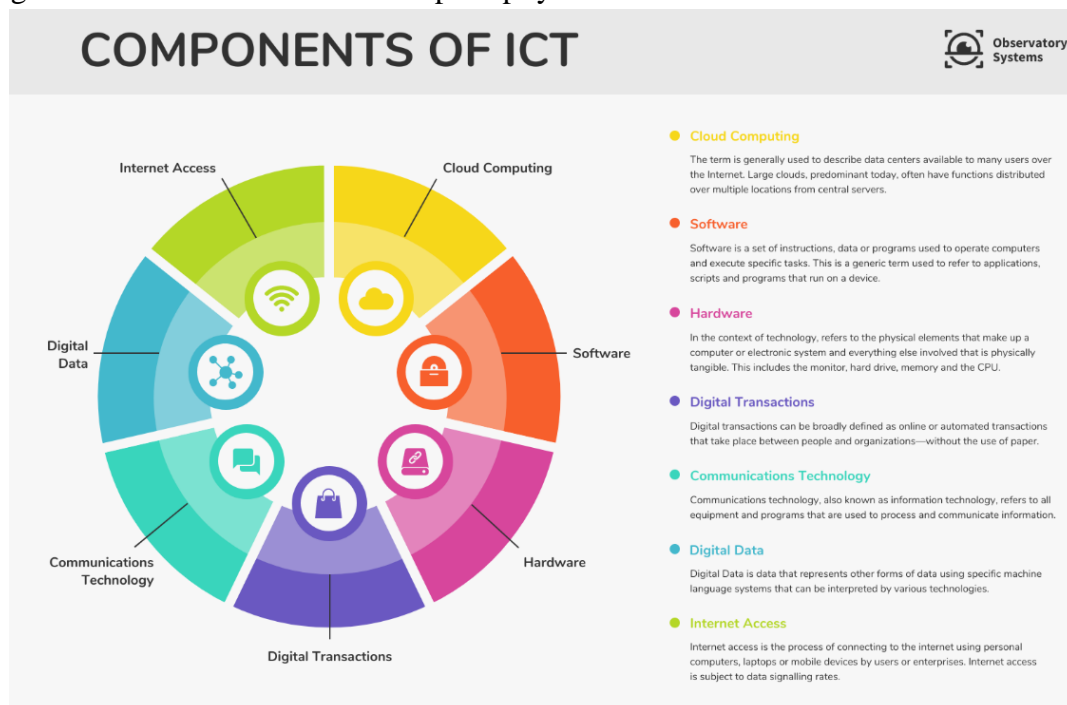 COMPONENTS OF ICT
Observatory
Systems
Internet Access
Cloud Computing
Digital
Data
Software
Communications
Technology
Hardware
Digital Transactions
Cloud Computing
The term is generally used to describe data centers available to many users over
the Internet. Large clouds, predominant today, often have functions distributed
over multiple locations from central servers.
Software
Software is a set of instructions, data or programs used to operate computers
and execute specific tasks. This is a generic term used to refer to applications,
scripts and programs that run on a device.
Hardware
In the context of technology, refers to the physical elements that make up a
computer or electronic system and everything else involved that is physically
tangible. This includes the monitor, hard drive, memory and the CPU.
Digital Transactions
Digital transactions can be broadly defined as online or automated transactions
that take place between people and organizations—without the use of paper.
Communications Technology
Communications technology, also known as information technology, refers to all
equipment and programs that are used to process and communicate information.
Digital Data
Digital Data is data that represents other forms of data using specific machine
language systems that can be interpreted by various technologies.
Internet Access
Internet access is the process of connecting to the internet using personal
computers, laptops or mobile devices by users or enterprises. Internet access
is subject to data signalling rates.